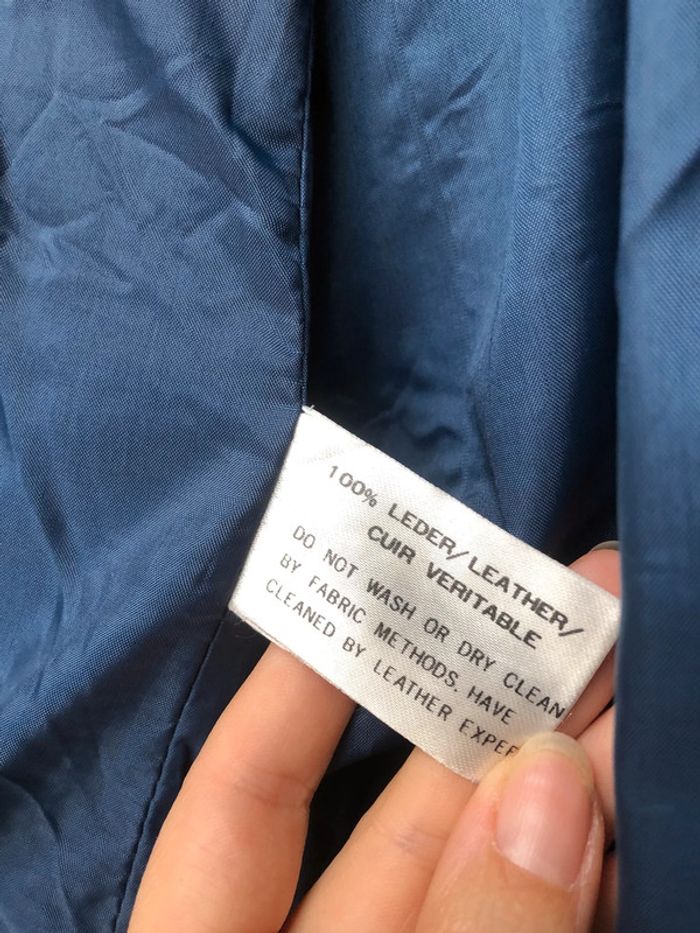 100% LEDER/LEATHER/
CUIR VERITABLE
DO NOT WASH OR DRY CLEAN
BY FABRIC METHODS. HAVE
CLEANED BY LEATHER